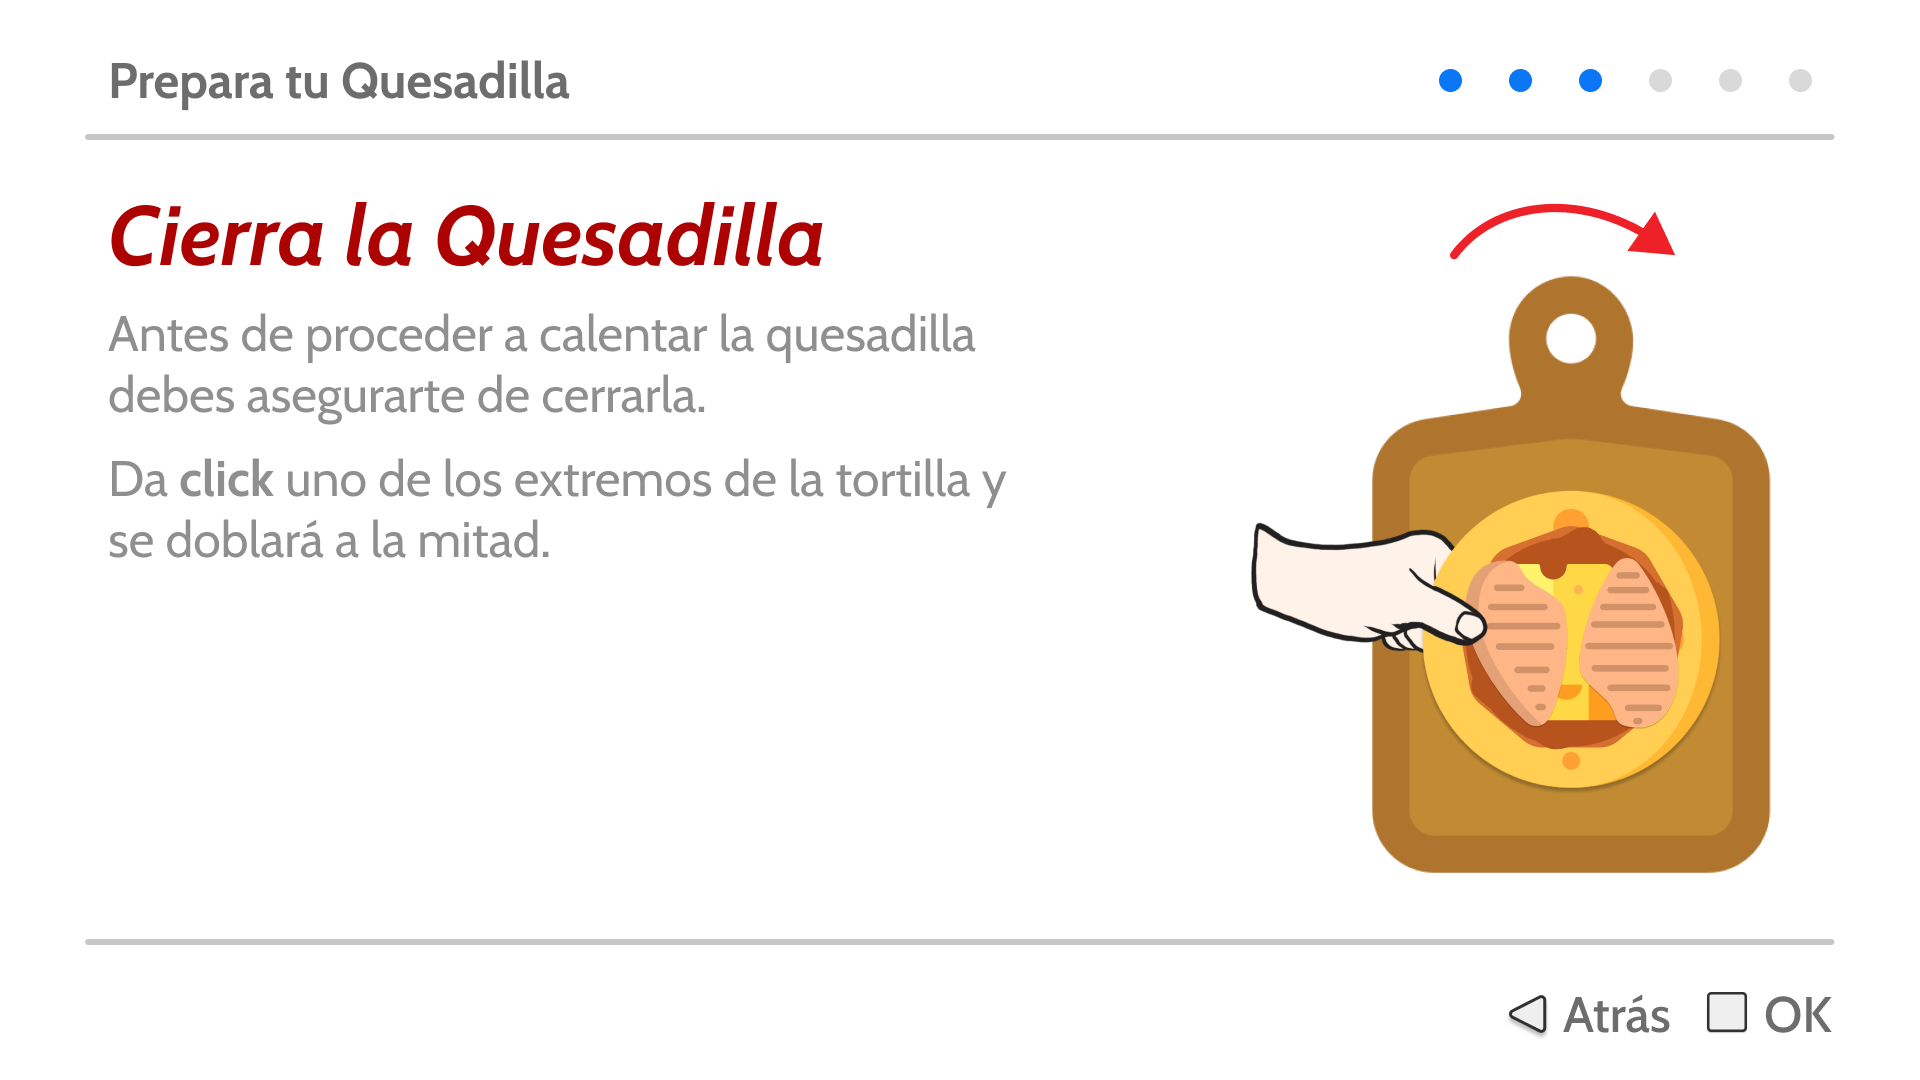 Prepara tu Quesadilla
Cierra la Quesadilla
Antes de proceder a calentar la quesadilla
debes asegurarte de cerrarla.
Da click uno de los extremos de la tortilla y
se doblará a la mitad.
Atrás OK